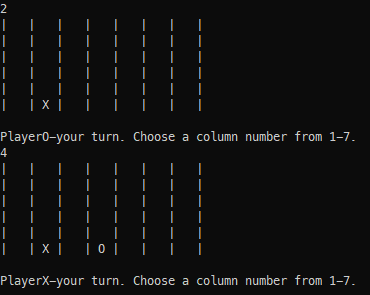 2
|   |   |   |   |   |   |   |
|   |   |   |   |   |   |   |
|   |   |   |   |   |   |   |
|   |   |   |   |   |   |   |
|   |   |   |   |   |   |   |
|   | X |   |   |   |   |   |
PlayerO-your turn. Choose a column number from 1-7.
4
|   |   |   |   |   |   |   |
|   |   |   |   |   |   |   |
|   |   |   |   |   |   |   |
|   |   |   |   |   |   |   |
|   |   |   |   |   |   |   |
|   | X |   | O |   |   |   |
PlayerX-your turn. Choose a column number from 1-7.